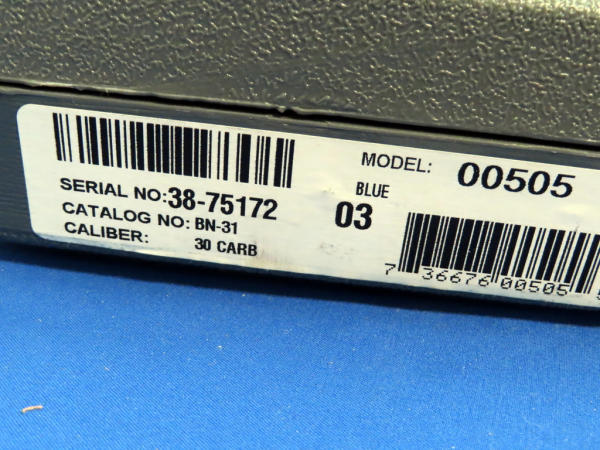 MODEL: 00505
SERIAL NO: 38-75172
BLUE
CATALOG NO: BN-31
03
CALIBER: 30 CARB
7 36676 00505